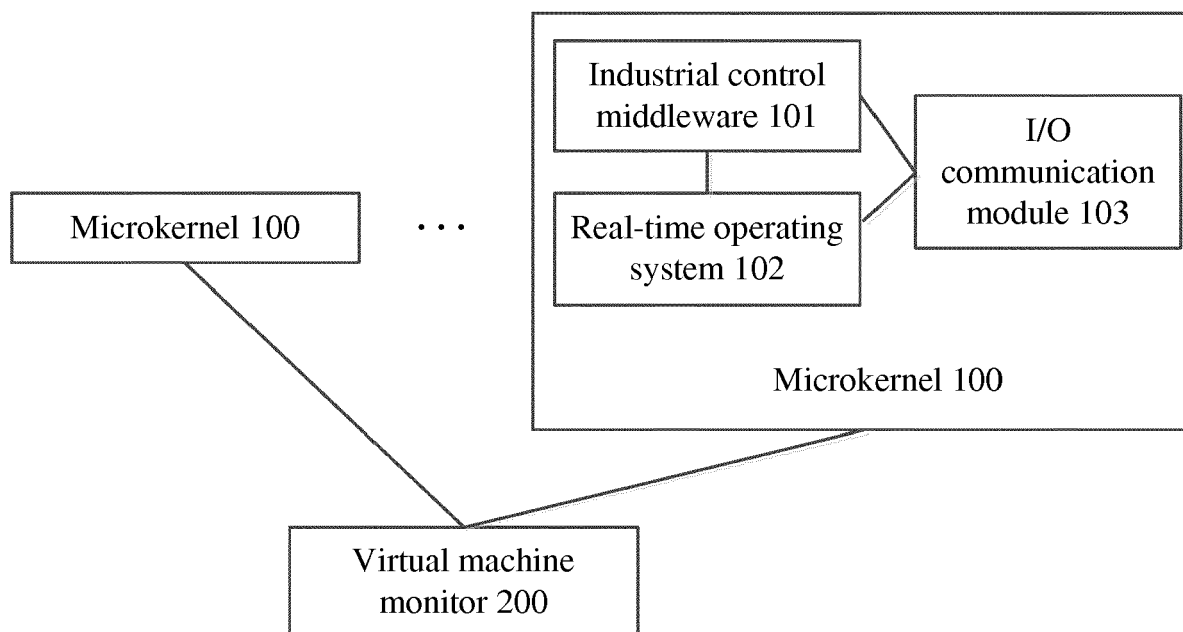 Industrial control
middleware 101
I/O
communication
module 103
Microkernel 100
...
Real-time operating
system 102
Microkernel 100
Virtual machine
monitor 200